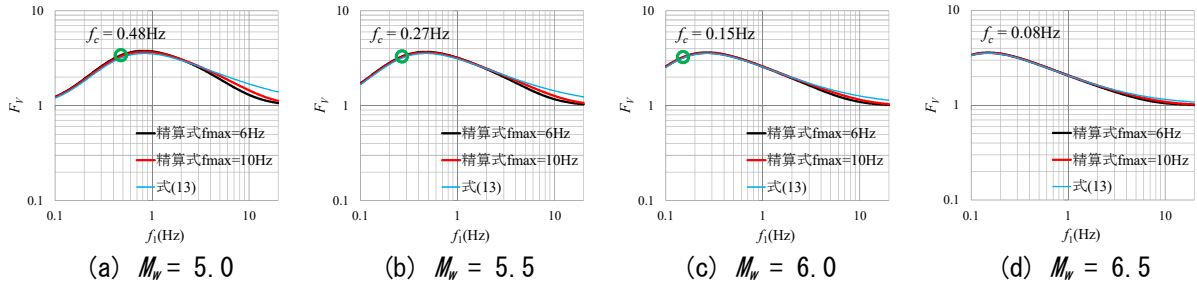 f_c = 0.48Hz
10
1
0.1
F_V
精算式fmax=6Hz
精算式fmax=10Hz
式(13)
0.1 1 10
f_1(Hz)
(a) M_w = 5.0
f_c = 0.27Hz
10
1
0.1
F_V
精算式fmax=6Hz
精算式fmax=10Hz
式(13)
0.1 1 10
f_1(Hz)
(b) M_w = 5.5
f_c = 0.15Hz
10
1
0.1
F_V
精算式fmax=6Hz
精算式fmax=10Hz
式(13)
0.1 1 10
f_1(Hz)
(c) M_w = 6.0
f_c = 0.08Hz
10
1
0.1
F_V
精算式fmax=6Hz
精算式fmax=10Hz
式(13)
0.1 1 10
f_1(Hz)
(d) M_w = 6.5